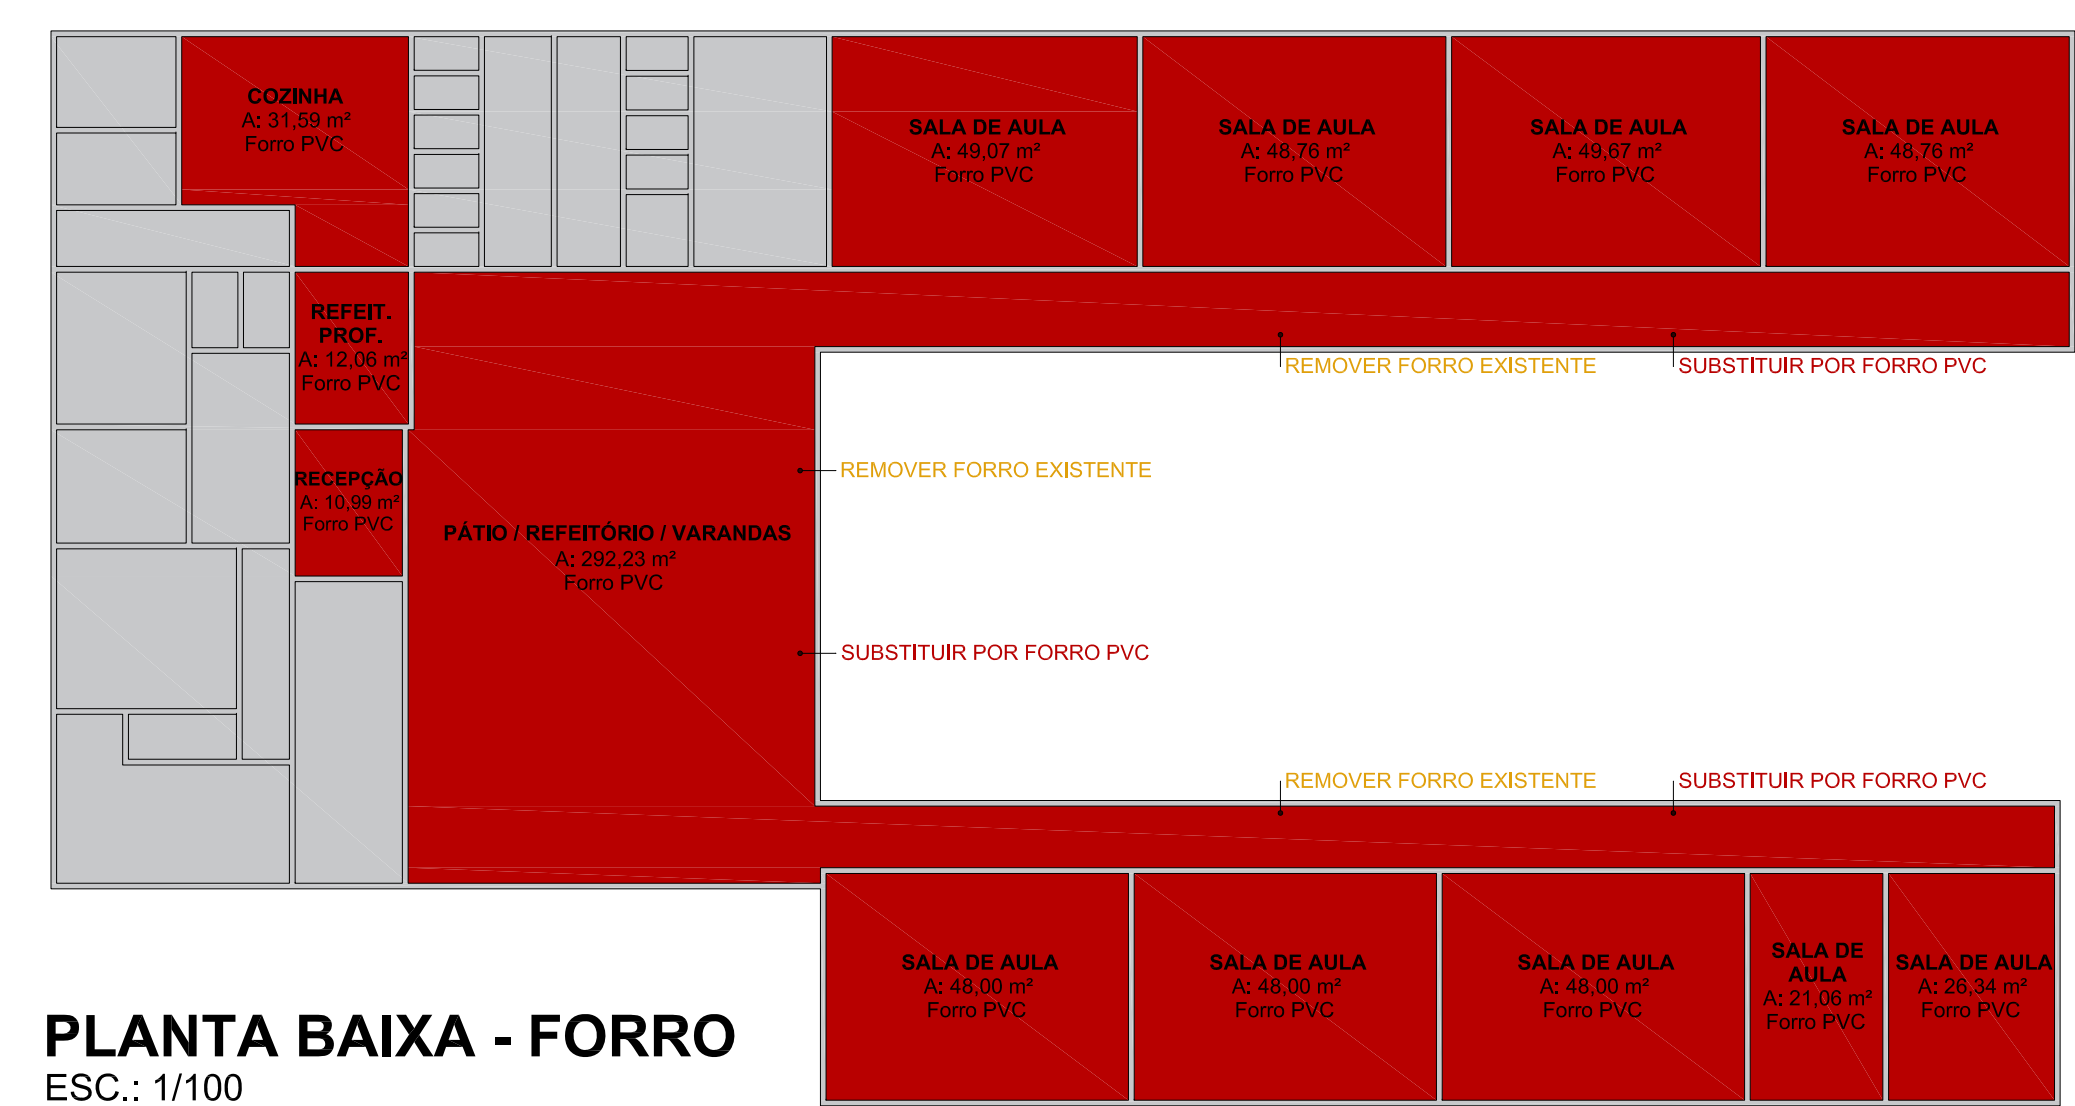 COZINHA
A: 31,59 m²
Forro PVC
SALA DE AULA
A: 49,07 m²
Forro PVC
SALA DE AULA
A: 48,76 m²
Forro PVC
SALA DE AULA
A: 49,67 m²
Forro PVC
SALA DE AULA
A: 48,76 m²
Forro PVC
REFEIT.
PROF.
A: 12,06 m²
Forro PVC
REMOVER FORRO EXISTENTE
SUBSTITUIR POR FORRO PVC
RECEPÇÃO
A: 10,99 m²
Forro PVC
REMOVER FORRO EXISTENTE
PÁTIO / REFEITÓRIO / VARANDAS
A: 292,23 m²
Forro PVC
SUBSTITUIR POR FORRO PVC
REMOVER FORRO EXISTENTE
SUBSTITUIR POR FORRO PVC
SALA DE AULA
A: 48,00 m²
Forro PVC
SALA DE AULA
A: 48,00 m²
Forro PVC
SALA DE AULA
A: 48,00 m²
Forro PVC
SALA DE
AULA
A: 21,06 m²
Forro PVC
SALA DE AULA
A: 26,34 m²
Forro PVC
PLANTA BAIXA - FORRO
ESC.: 1/100